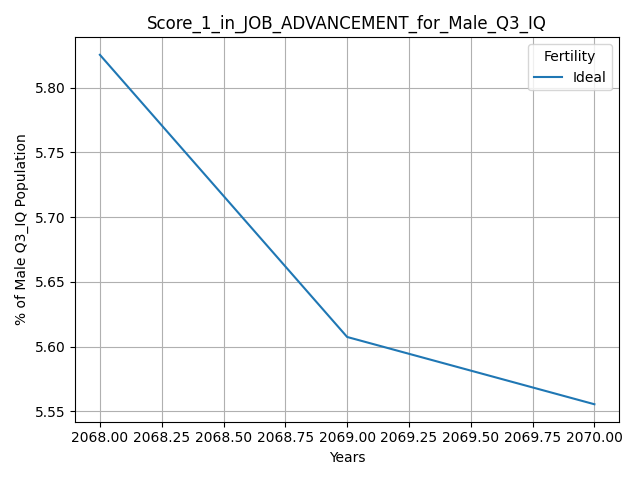 Score_1_in_JOB_ADVANCEMENT_for_Male_Q3_IQ
Fertility
Ideal
% of Male Q3_IQ Population
5.80
5.75
5.70
5.65
5.60
5.55
2068.00 2068.25 2068.50 2068.75 2069.00 2069.25 2069.50 2069.75 2070.00
Years